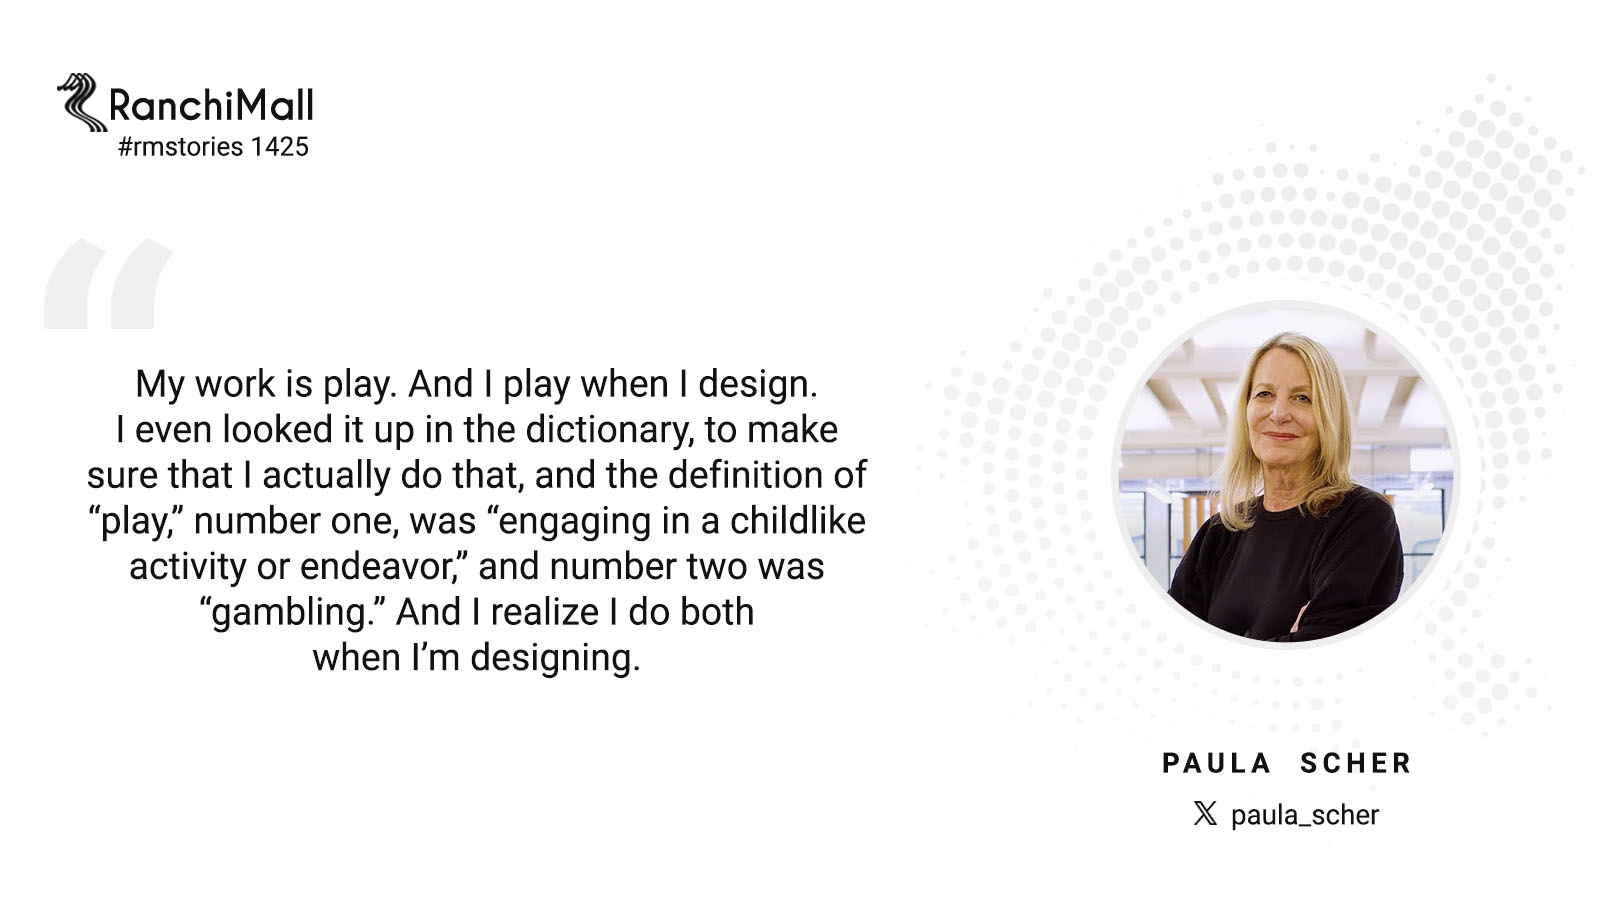 RanchiMall
#rmstories 1425
“
My work is play. And I play when I design.
I even looked it up in the dictionary, to make
sure that I actually do that, and the definition of
“play,” number one, was “engaging in a childlike
activity or endeavor,” and number two was
“gambling.” And I realize I do both
when I’m designing.
PAULA SCHER
𝕏 paula_scher